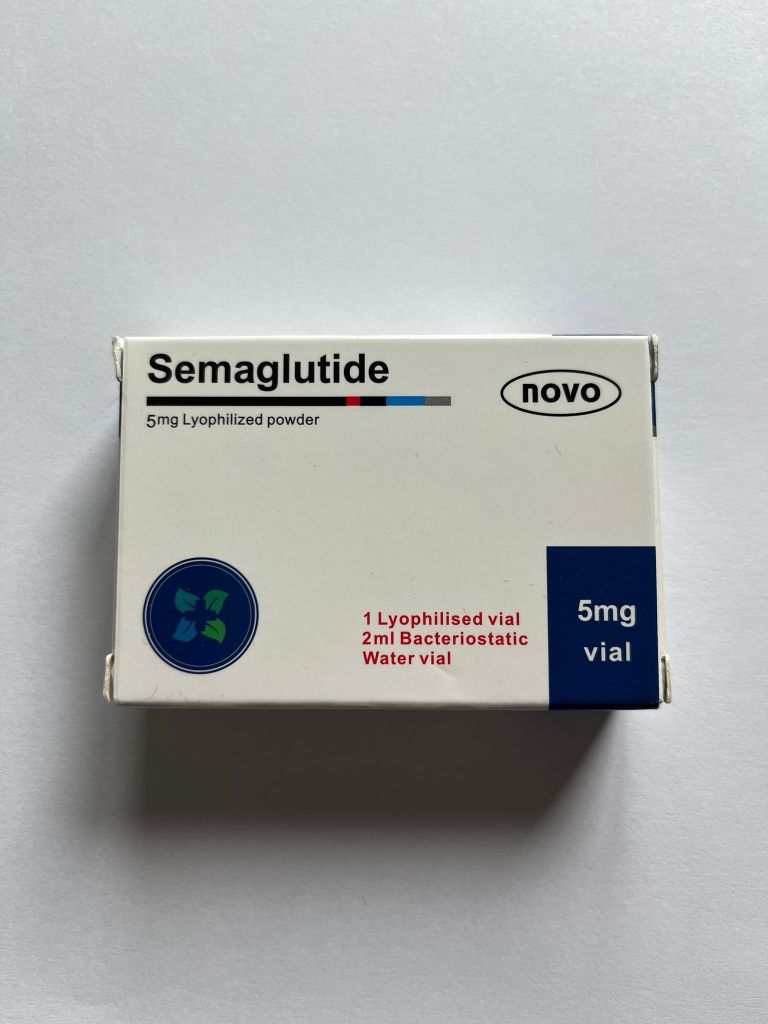 Semaglutide
novo
5mg Lyophilized powder
1 Lyophilised vial
2ml Bacteriostatic
Water vial
5mg
vial